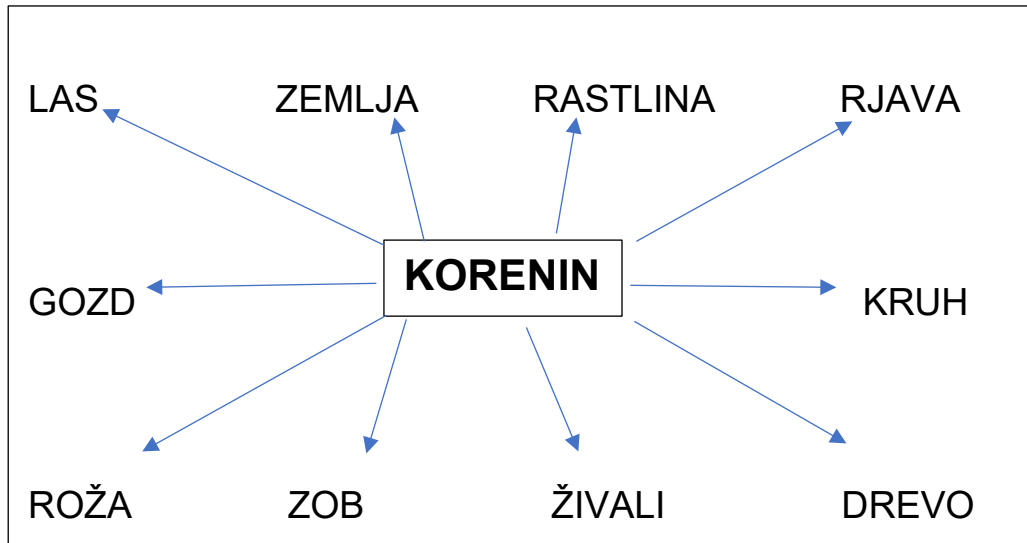 LAS ZEMLJA RASTLINA RJAVA
KORENIN
GOZD KRUH
ROŽA ZOB ŽIVALI DREVO